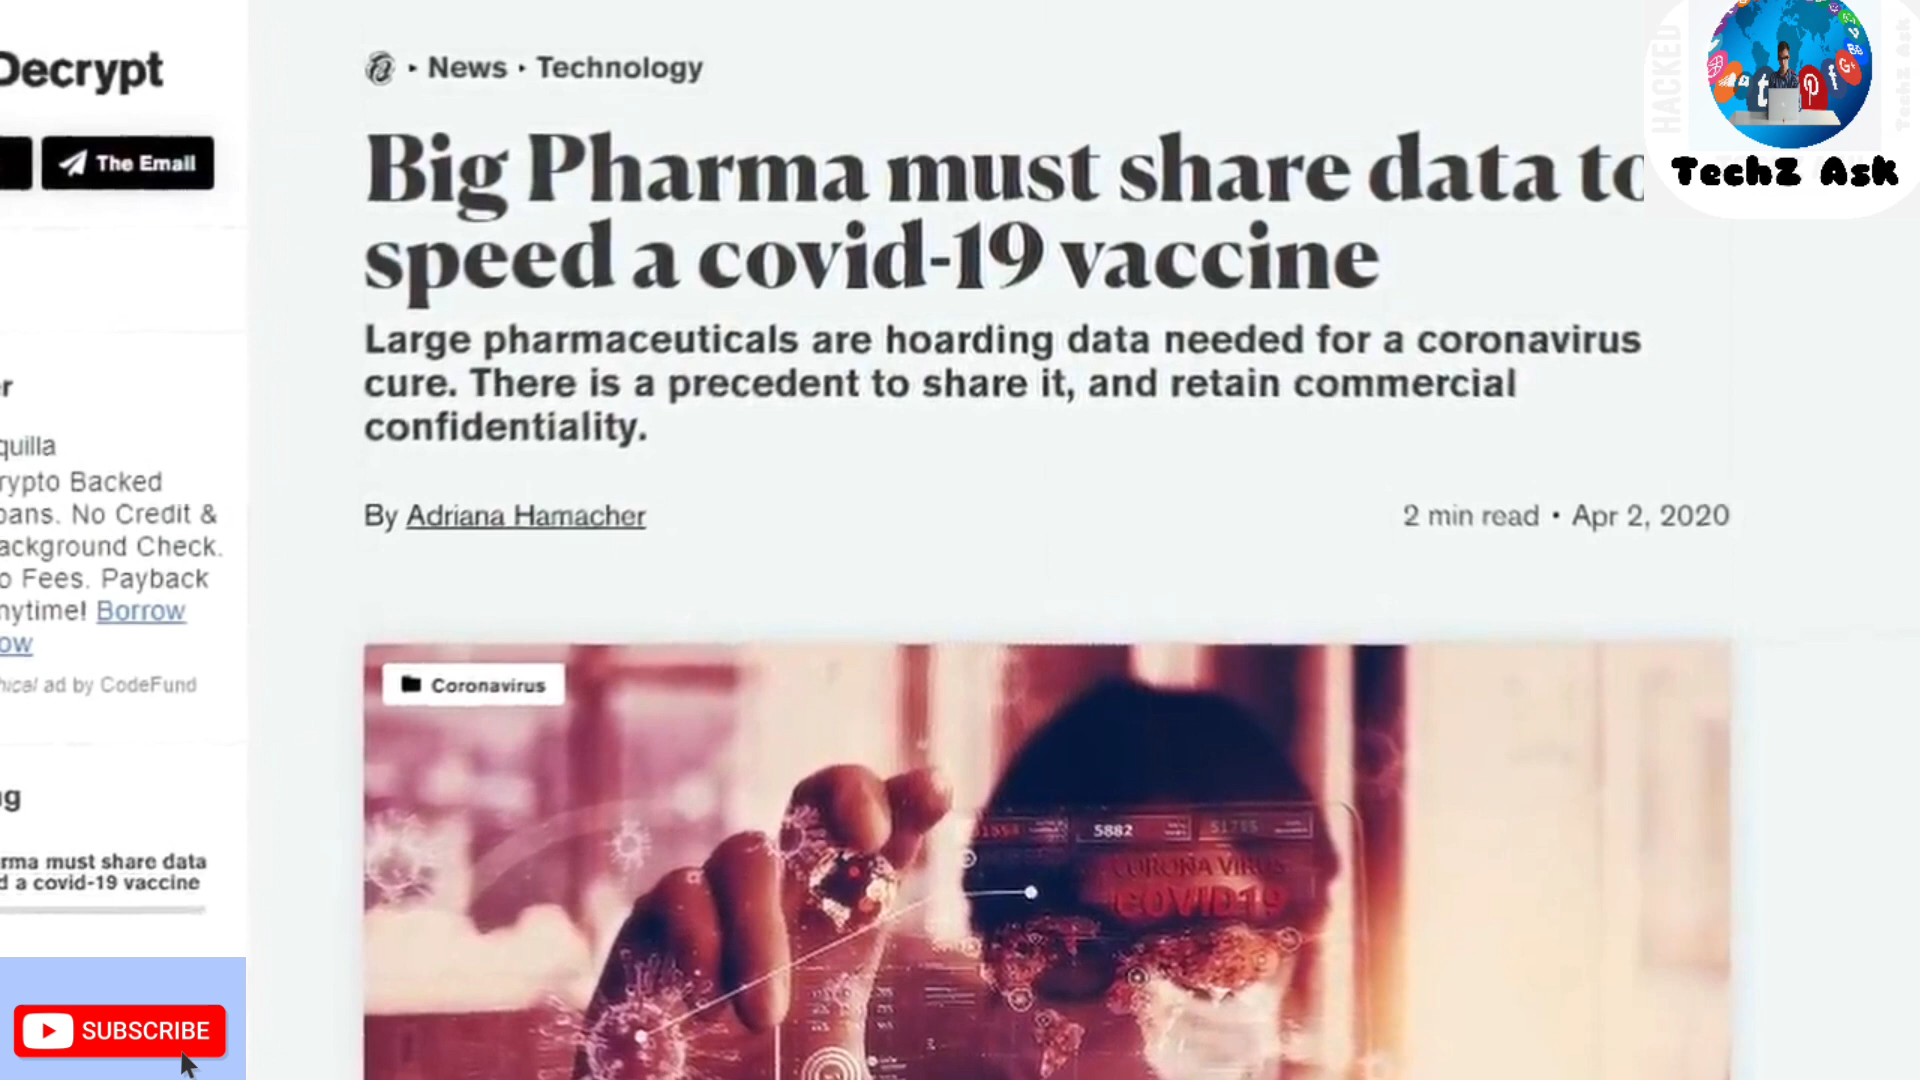 Decrypt
The Email
quilla
rypto Backed
oans. No Credit &
ackground Check.
o Fees. Payback
nytime! Borrow
ow
hical ad by CodeFund
rma must share data
d a covid-19 vaccine
SUBSCRIBE
· News · Technology
Big Pharma must share data to
speed a covid-19 vaccine
Large pharmaceuticals are hoarding data needed for a coronavirus
cure. There is a precedent to share it, and retain commercial
confidentiality.
By Adriana Hamacher
2 min read • Apr 2, 2020
Coronavirus
5882
CORONA VIRUS
COVID19
HACKED
TechZ Ask
TechZ Ask